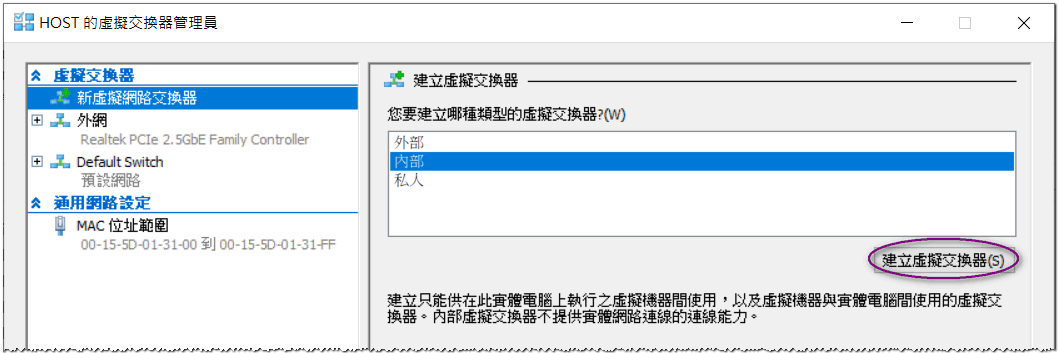 HOST 的虛擬交換器管理員
虛擬交換器
新虛擬網路交換器
外網
Realtek PCIe 2.5GbE Family Controller
Default Switch
預設網路
通用網路設定
MAC 位址範圍
00-15-5D-01-31-00 到 00-15-5D-01-31-FF
建立虛擬交換器
您要建立哪種類型的虛擬交換器?(W)
外部
內部
私人
建立虛擬交換器(S)
建立只能供在此實體電腦上執行之虛擬機器間使用，以及虛擬機器與實體電腦間使用的虛擬交
換器。內部虛擬交換器不提供實體網路連線的連線能力。